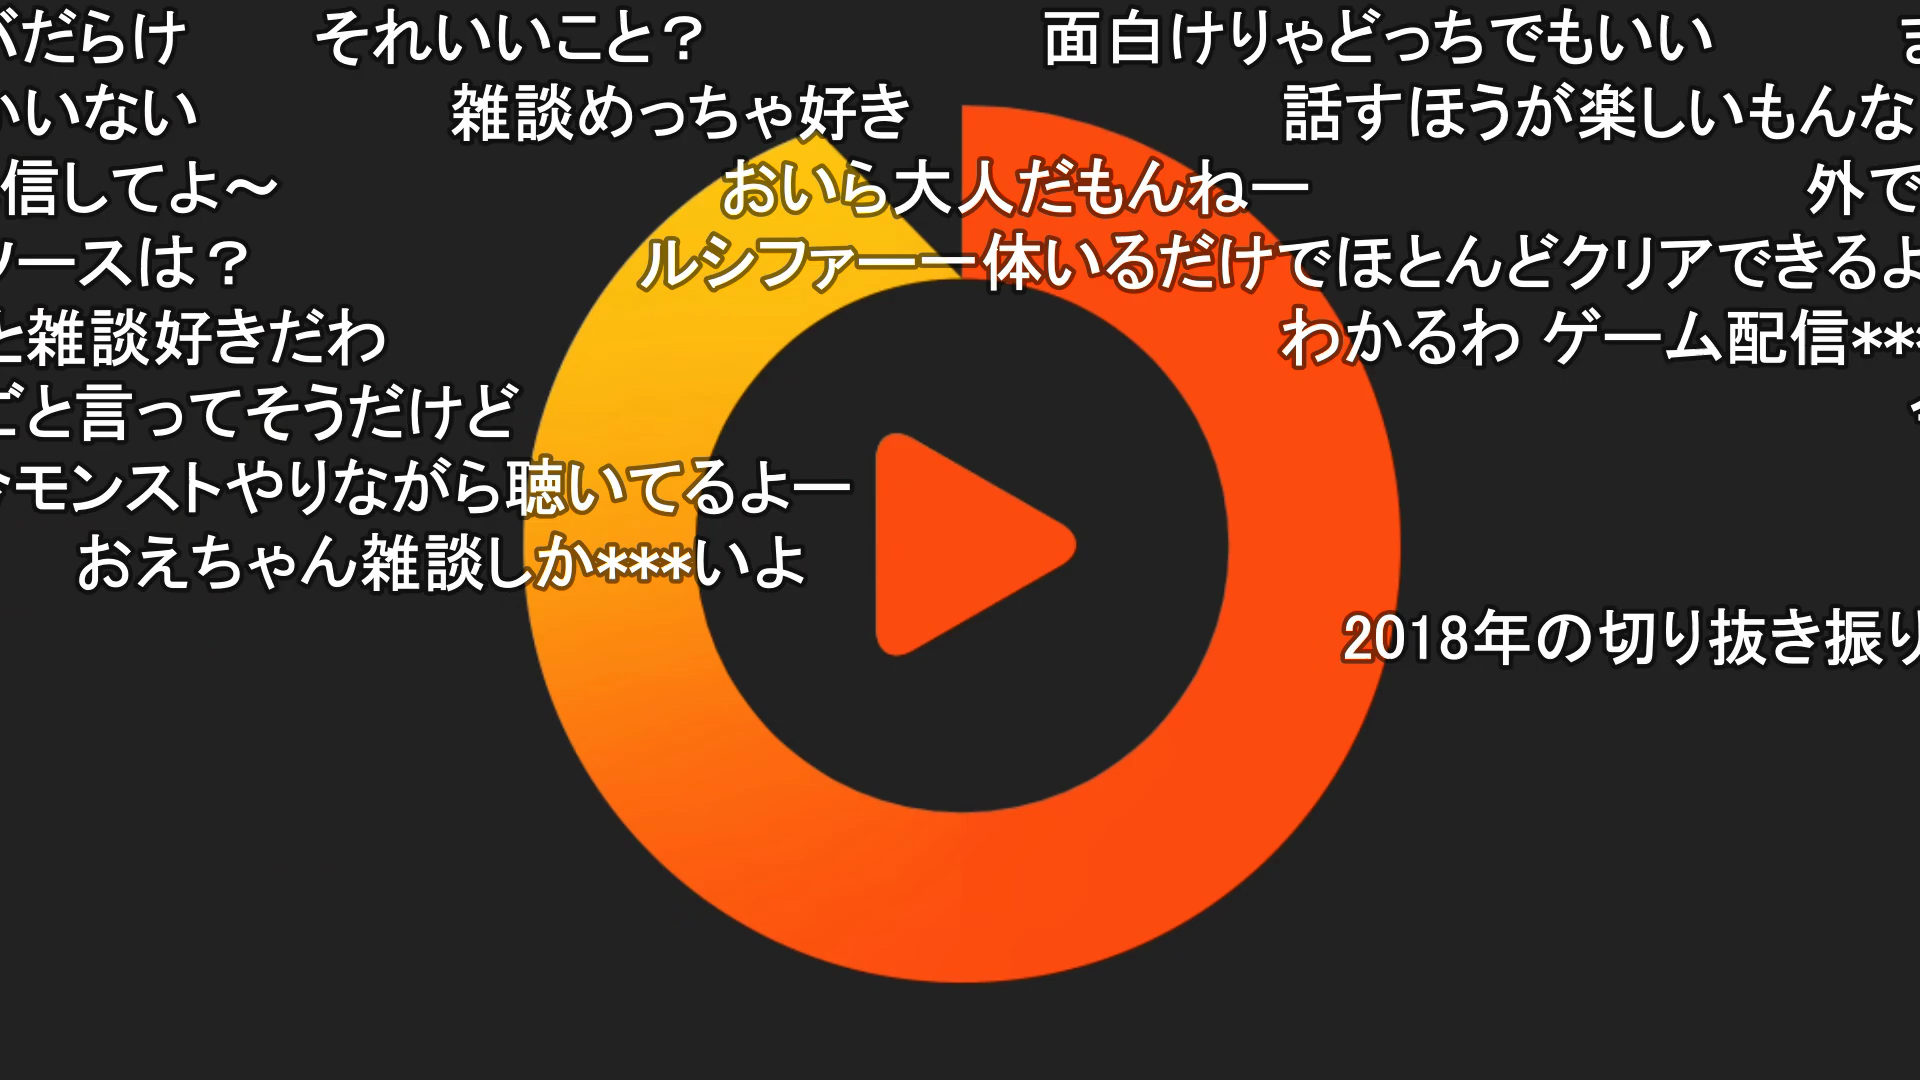 バだらけ それいいこと？ 面白けりゃどっちでもいい
いいない 雑談めっちゃ好き 話すほうが楽しいもんな
信してよ～ おいら大人だもんねー 外で
ソースは？ ルシファー一体いるだけでほとんどクリアできるよ
と雑談好きだわ わかるわ ゲーム配信***
ごと言ってそうだけど
今モンストやりながら聴いてるよー
おえちゃん雑談しか***いよ
2018年の切り抜き振り